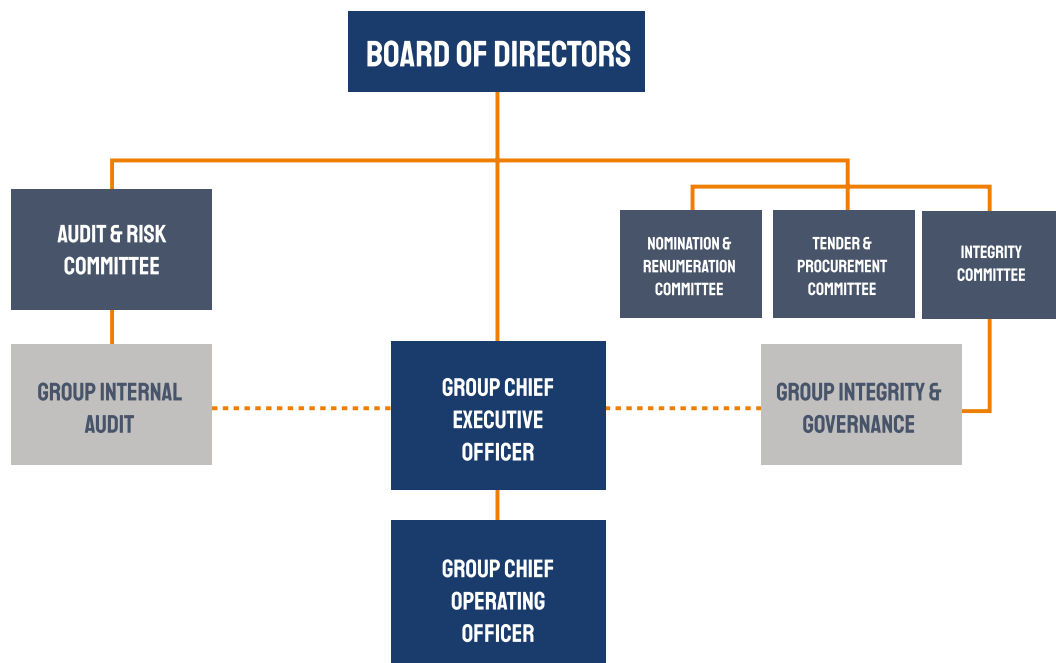 BOARD OF DIRECTORS
AUDIT & RISK
COMMITTEE
NOMINATION &
RENUMERATION
COMMITTEE
TENDER &
PROCUREMENT
COMMITTEE
INTEGRITY
COMMITTEE
GROUP INTERNAL
AUDIT
GROUP CHIEF
EXECUTIVE
OFFICER
GROUP INTEGRITY &
GOVERNANCE
GROUP CHIEF
OPERATING
OFFICER